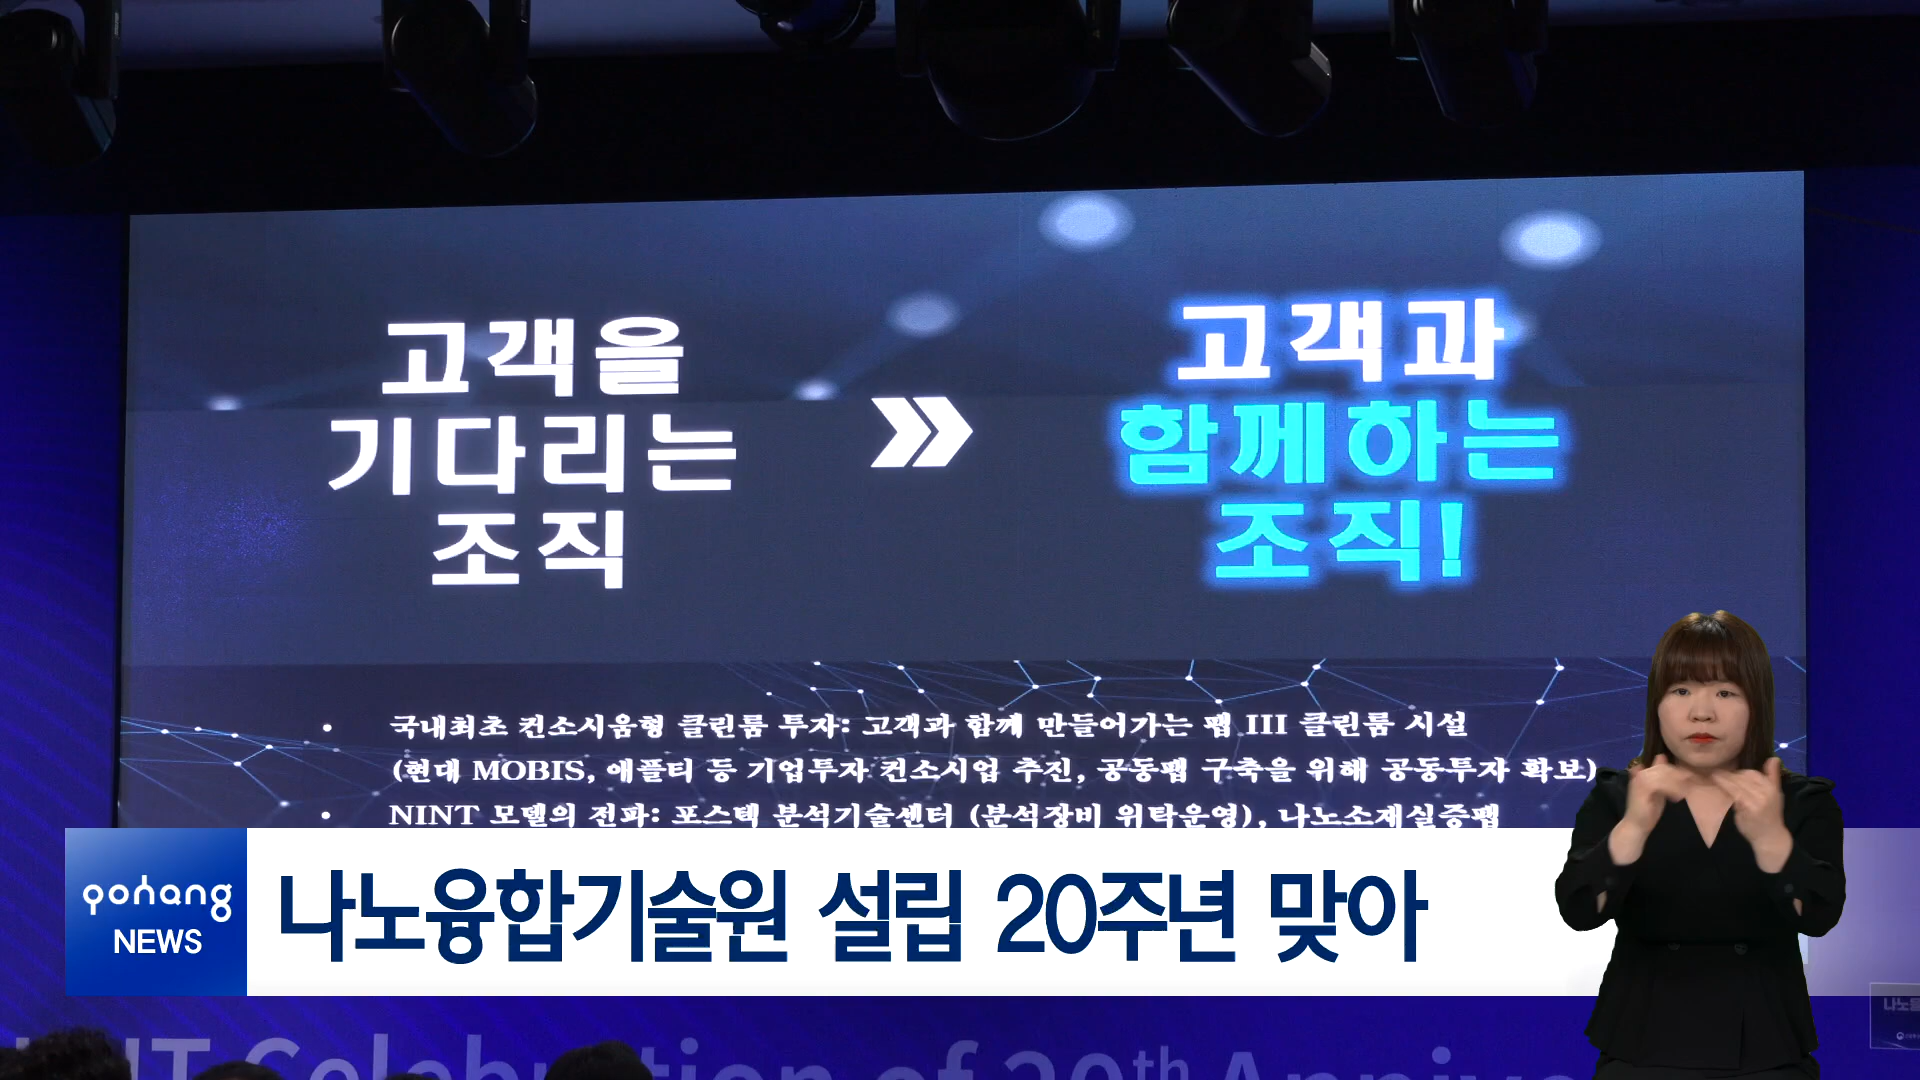 고객을
기다리는
조직
고객과
함께하는
조직!
• 국내최초 컨소시움형 클린룸 투자: 고객과 함께 만들어가는 팹 III 클린룸 시설
(현대 MOBIS, 애플티 등 기업투자 컨소시업 추진, 공동팹 구축을 위해 공동투자 확보)
• NINT 모델의 전파: 포스텍 분석기술센터 (분석장비 위탁운영), 나노소재실증팹
pohang
NEWS
나노융합기술원 설립 20주년 맞아
Celebration of 20th